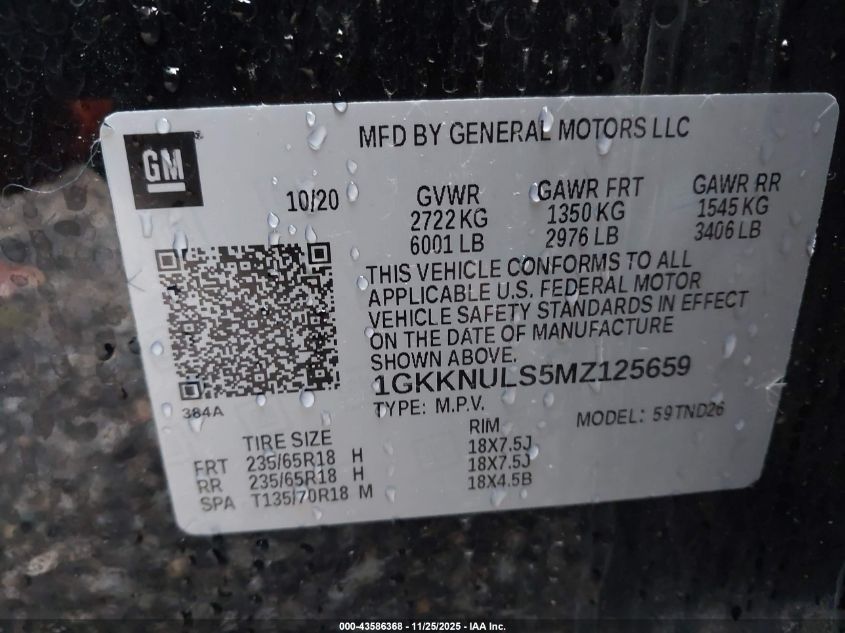 MFD BY GENERAL MOTORS LLC
GM
10/20
GVWR GAWR FRT GAWR RR
2722 KG 1350 KG 1545 KG
6001 LB 2976 LB 3406 LB
THIS VEHICLE CONFORMS TO ALL
APPLICABLE U.S. FEDERAL MOTOR
VEHICLE SAFETY STANDARDS IN EFFECT
ON THE DATE OF MANUFACTURE
SHOWN ABOVE.
1GKKNULS5MZ125659
384A
TYPE: M.P.V. MODEL: 59TND26
TIRE SIZE RIM
FRT 235/65R18 H 18X7.5J
RR 235/65R18 H 18X7.5J
SPA T135/70R18 M 18X4.5B
000-43586368 - 11/25/2025 - IAA Inc.